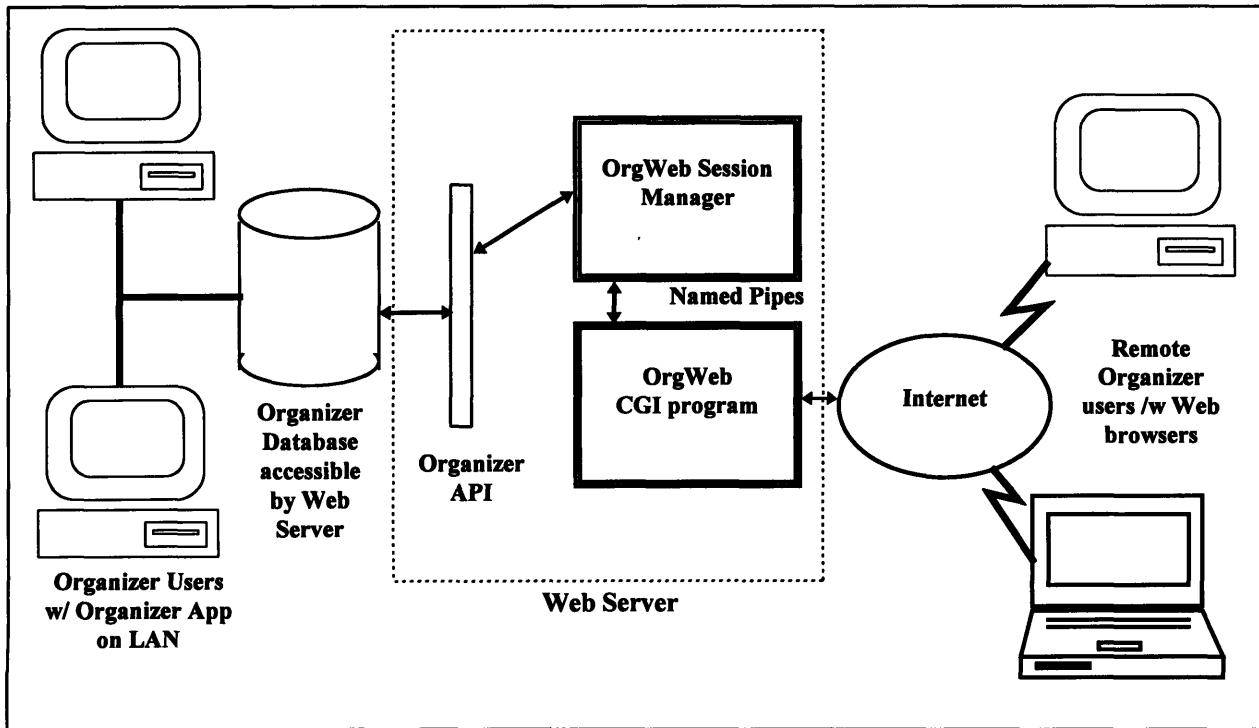 OrgWeb Session
Manager
Named Pipes
OrgWeb
CGI program
Internet
Remote
Organizer
users /w Web
browsers
Organizer
Database
accessible
by Web
Server
Organizer
API
Web Server
Organizer Users
w/ Organizer App
on LAN